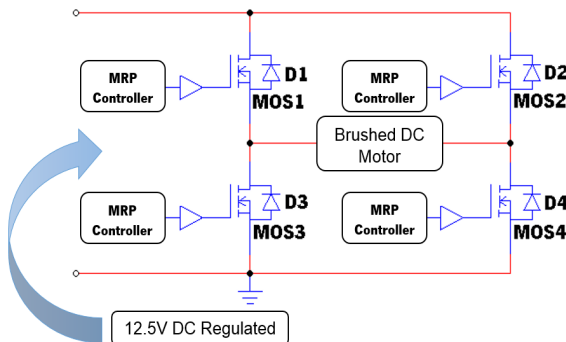 MRP
Controller
D1
MOS1
MRP
Controller
D2
MOS2
Brushed DC
Motor
MRP
Controller
D3
MOS3
MRP
Controller
D4
MOS4
12.5V DC Regulated